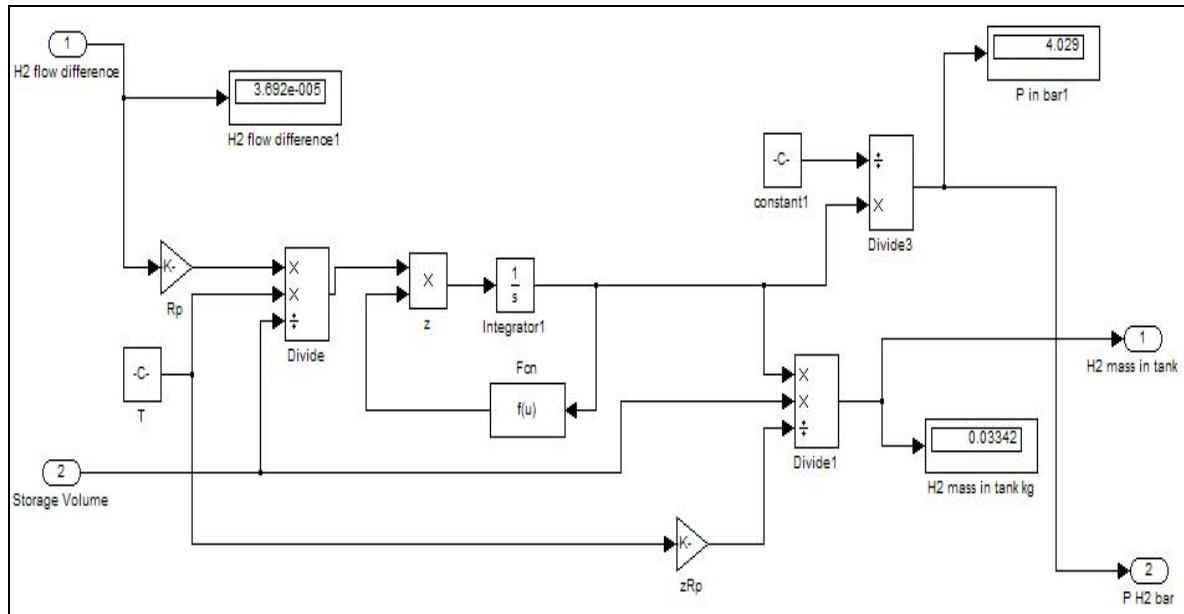 1
H2 flow difference
3.692e-005
H2 flow difference1
4.029
P in bar1
-C-
constant1
÷
X
Divide3
K-
Rp
X
X
÷
Divide
X
z
1
s
Integrator1
-C-
T
Fcn
f(u)
X
X
÷
Divide1
1
H2 mass in tank
0.03342
H2 mass in tank kg
2
Storage Volume
K-
zRp
2
P H2 bar